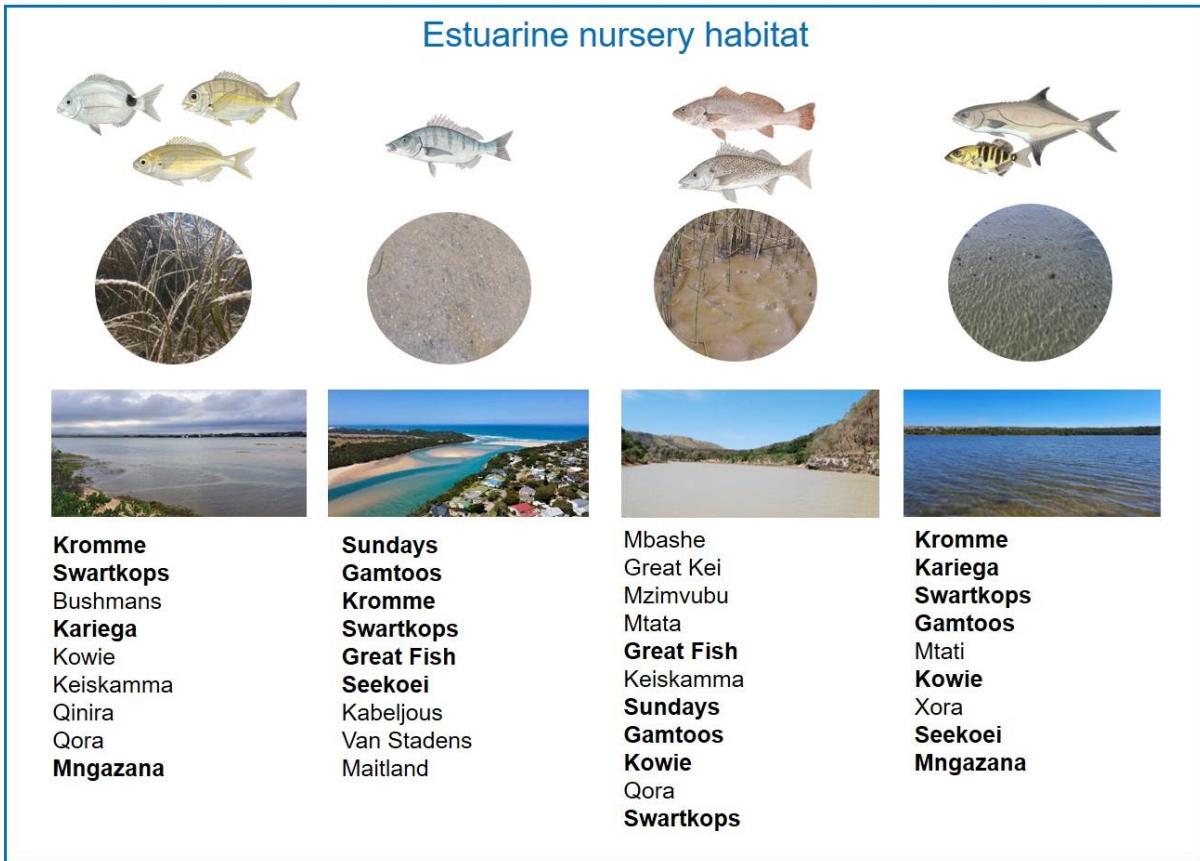 Estuarine nursery habitat
Kromme
Swartkops
Bushmans
Kariega
Kowie
Keiskamma
Qinira
Qora
Mngazana
Sundays
Gamtoos
Kromme
Swartkops
Great Fish
Seekoei
Kabeljous
Van Stadens
Maitland
Mbashe
Great Kei
Mzimvubu
Mtata
Great Fish
Keiskamma
Sundays
Gamtoos
Kowie
Qora
Swartkops
Kromme
Kariega
Swartkops
Gamtoos
Mtati
Kowie
Xora
Seekoei
Mngazana